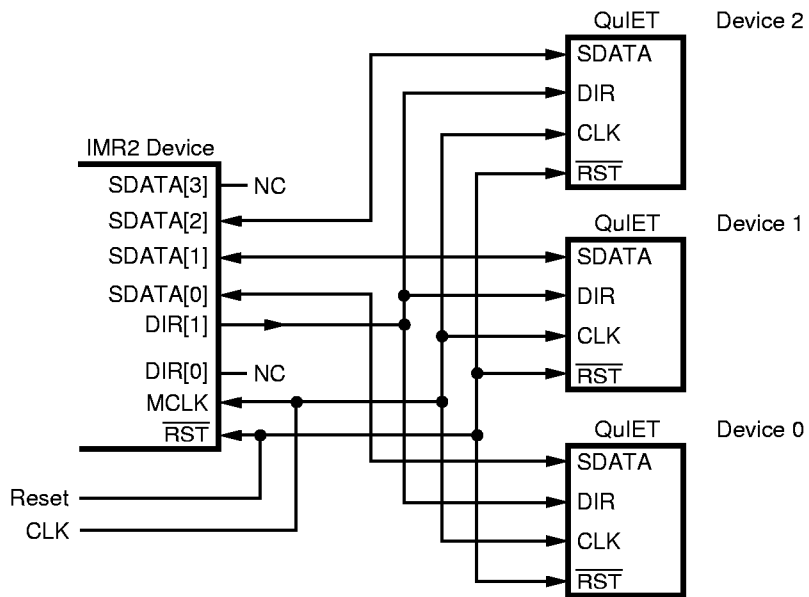 QuIET Device 2
SDATA
DIR
CLK
RST
IMR2 Device
SDATA[3] NC
SDATA[2]
SDATA[1]
SDATA[0]
DIR[1]
DIR[0] NC
MCLK
RST
Reset
CLK
QuIET Device 1
SDATA
DIR
CLK
RST
QuIET Device 0
SDATA
DIR
CLK
RST